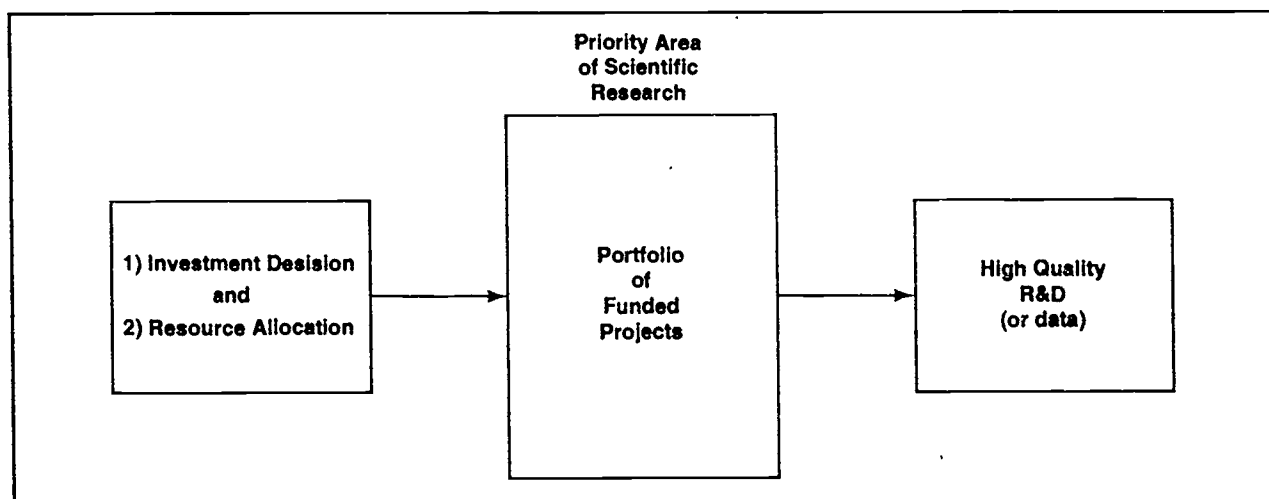 Priority Area
of Scientific
Research
1) Investment Desision
and
2) Resource Allocation
Portfolio
of
Funded
Projects
High Quality
R&D
(or data)